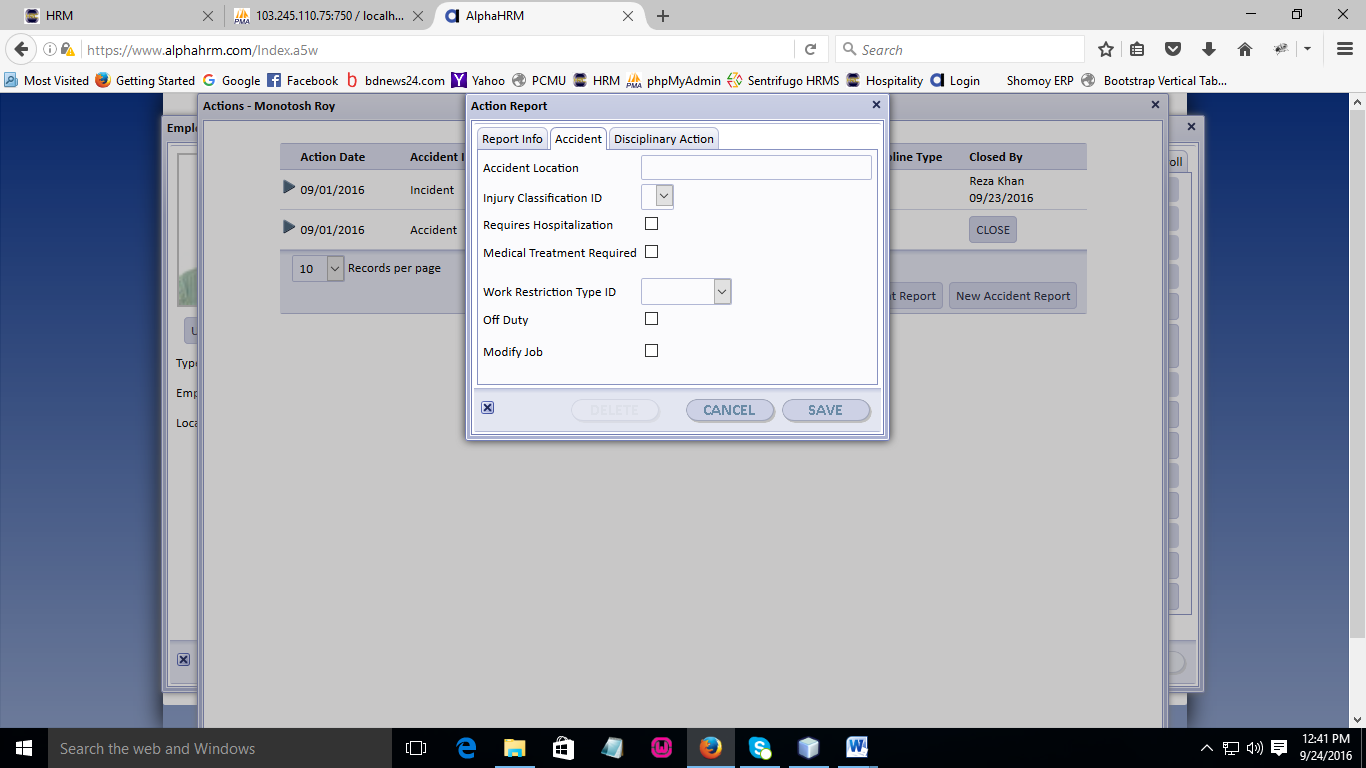 HRM
103.245.110.75:750 / localh...
AlphaHRM
https://www.alphahrm.com/Index.a5w
Search
Most Visited Getting Started Google Facebook bdnews24.com Yahoo PCMU HRM phpMyAdmin Sentrifugo HRMS Hospitality Login Shomoy ERP Bootstrap Vertical Tab...
Actions - Monotosh Roy
Action Report
Report Info Accident Disciplinary Action
Accident Location
Injury Classification ID
Requires Hospitalization
Medical Treatment Required
Work Restriction Type ID
Off Duty
Modify Job
DELETE CANCEL SAVE
Action Date Closed By
09/01/2016 Incident Reza Khan
09/23/2016
09/01/2016 Accident CLOSE
10 Records per page
Report New Accident Report
Search the web and Windows
12:41 PM
9/24/2016